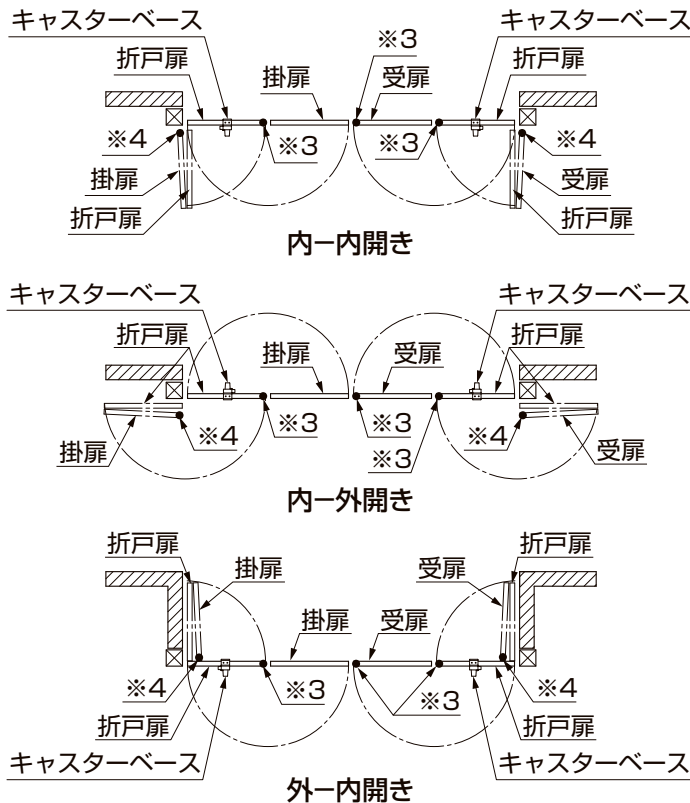 キャスターベース
キャスターベース
※3
折戸扉
掛扉
受扉
折戸扉
※4
※3
※3
※4
掛扉
受扉
折戸扉
折戸扉
内ー内開き
キャスターベース
キャスターベース
折戸扉
掛扉
受扉
折戸扉
※4
※3
※3
※4
掛扉
※3
受扉
内ー外開き
折戸扉
折戸扉
掛扉
受扉
掛扉
受扉
※4
※3
※3
※4
折戸扉
折戸扉
キャスターベース
キャスターベース
外ー内開き